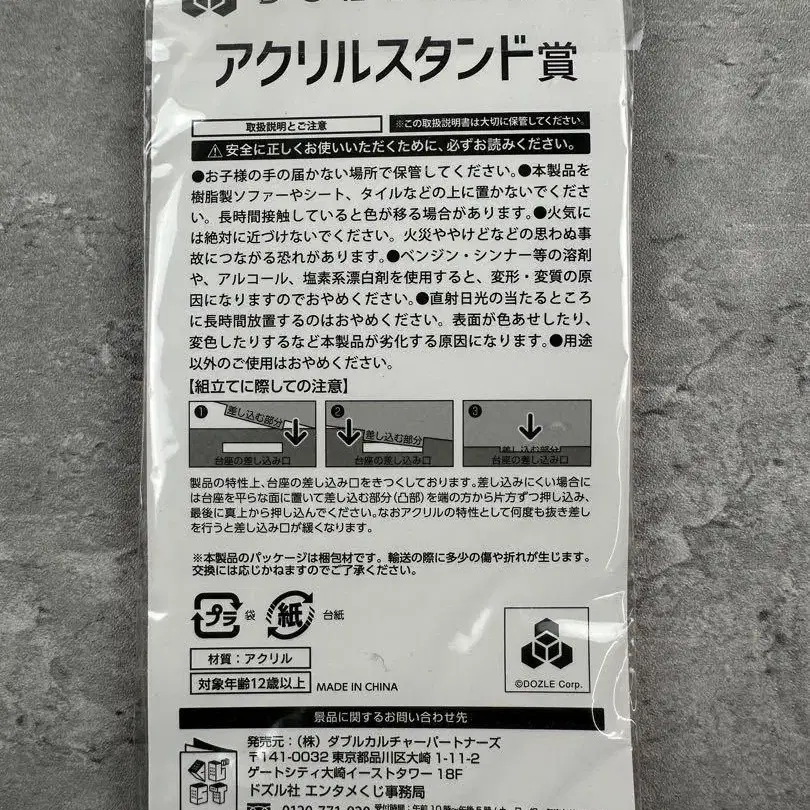 アクリルスタンド賞
取扱説明とご注意
※この取扱説明書は大切に保管してください。
⚠安全に正しくお使いいただくために、必ずお読みください。
●お子様の手の届かない場所で保管してください。●本製品を
樹脂製ソファーやシート、タイルなどの上に置かないでくださ
い。長時間接触していると色が移る場合があります。●火気に
は絶対に近づけないでください。火災ややけどなどの思わぬ事
故につながる恐れがあります。●ベンジン・シンナー等の溶剤
や、アルコール、塩素系漂白剤を使用すると、変形・変質の原
因になりますのでおやめください。●直射日光の当たるところ
に長時間放置するのはおやめください。表面が色あせしたり、
変色したりするなど本製品が劣化する原因になります。●用途
以外のご使用はおやめください。
【組立てに際しての注意】
1 差し込む部分
台座の差し込み口
2 差し込む部分
台座の差し込み口
3 差し込む部分
台座の差し込み口
製品の特性上、台座の差し込み口をきつくしております。差し込みにくい場合に
は台座を平らな面に置いて差し込む部分(凸部)を端の方から片方ずつ押し込み、
最後に真上から押し込んでください。なおアクリルの特性として何度も抜き差し
を行うと差し込み口が緩くなります。
※本製品のパッケージは梱包材です。輸送の際に多少の傷や折れが生じます。
交換には応じかねますのでご了承ください。
プラ 袋 紙 台紙
材質：アクリル
対象年齢12歳以上
MADE IN CHINA
©DOZLE Corp.
景品に関するお問い合わせ先
発売元：(株)ダブルカルチャーパートナーズ
〒141-0032 東京都品川区大崎 1-11-2
ゲートシティ大崎イーストタワー 18F
ドズル社 エンタメくじ事務局